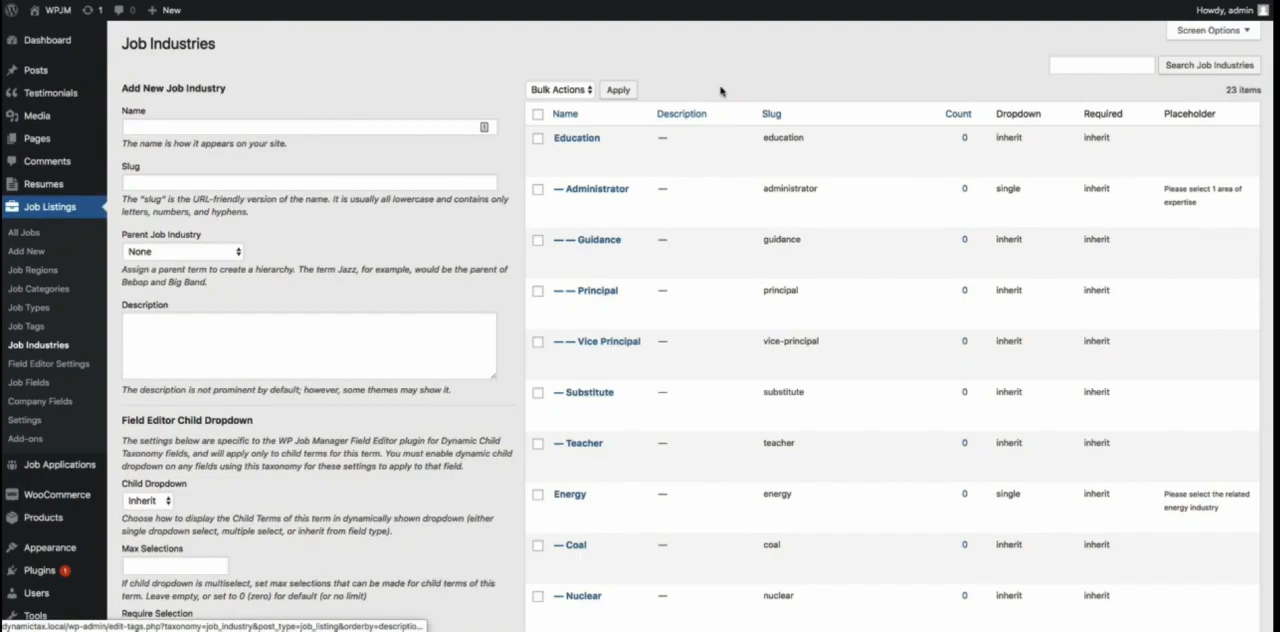 WPJM 1 0 New Howdy, admin
Screen Options
Dashboard
Posts
Testimonials
Media
Pages
Comments
Resumes
Job Listings
All Jobs
Add New
Job Regions
Job Categories
Job Types
Job Tags
Job Industries
Field Editor Settings
Job Fields
Company Fields
Settings
Add-ons
Job Applications
WooCommerce
Products
Appearance
Plugins 1
Users
Tools
Job Industries
Add New Job Industry
Name
The name is how it appears on your site.
Slug
The "slug" is the URL-friendly version of the name. It is usually all lowercase and contains only
letters, numbers, and hyphens.
Parent Job Industry
None
Assign a parent term to create a hierarchy. The term Jazz, for example, would be the parent of
Bebop and Big Band.
Description
The description is not prominent by default; however, some themes may show it.
Field Editor Child Dropdown
The settings below are specific to the WP Job Manager Field Editor plugin for Dynamic Child
Taxonomy fields, and will apply only to child terms for this term. You must enable dynamic child
dropdown on any fields using this taxonomy for these settings to apply to that field.
Child Dropdown
Inherit
Choose how to display the Child Terms of this term in dynamically shown dropdown (either
single dropdown select, multiple select, or inherit from field type).
Max Selections
If child dropdown is multiselect, set max selections that can be made for child terms of this
term. Leave empty, or set to 0 (zero) for default (or no limit)
Require Selection
Search Job Industries
Bulk Actions Apply 23 items
Name Description Slug Count Dropdown Required Placeholder
Education — education 0 inherit inherit
— Administrator — administrator 0 single inherit Please select 1 area of
expertise
— — Guidance — guidance 0 inherit inherit
— — Principal — principal 0 inherit inherit
— — Vice Principal — vice-principal 0 inherit inherit
— Substitute — substitute 0 inherit inherit
— Teacher — teacher 0 inherit inherit
Energy — energy 0 single inherit Please select the related
energy industry
— Coal — coal 0 inherit inherit
— Nuclear — nuclear 0 inherit inherit
dynamictax.local/wp-admin/edit-tags.php?taxonomy=job_industry&post_type=job_listing&orderby=descriptio...